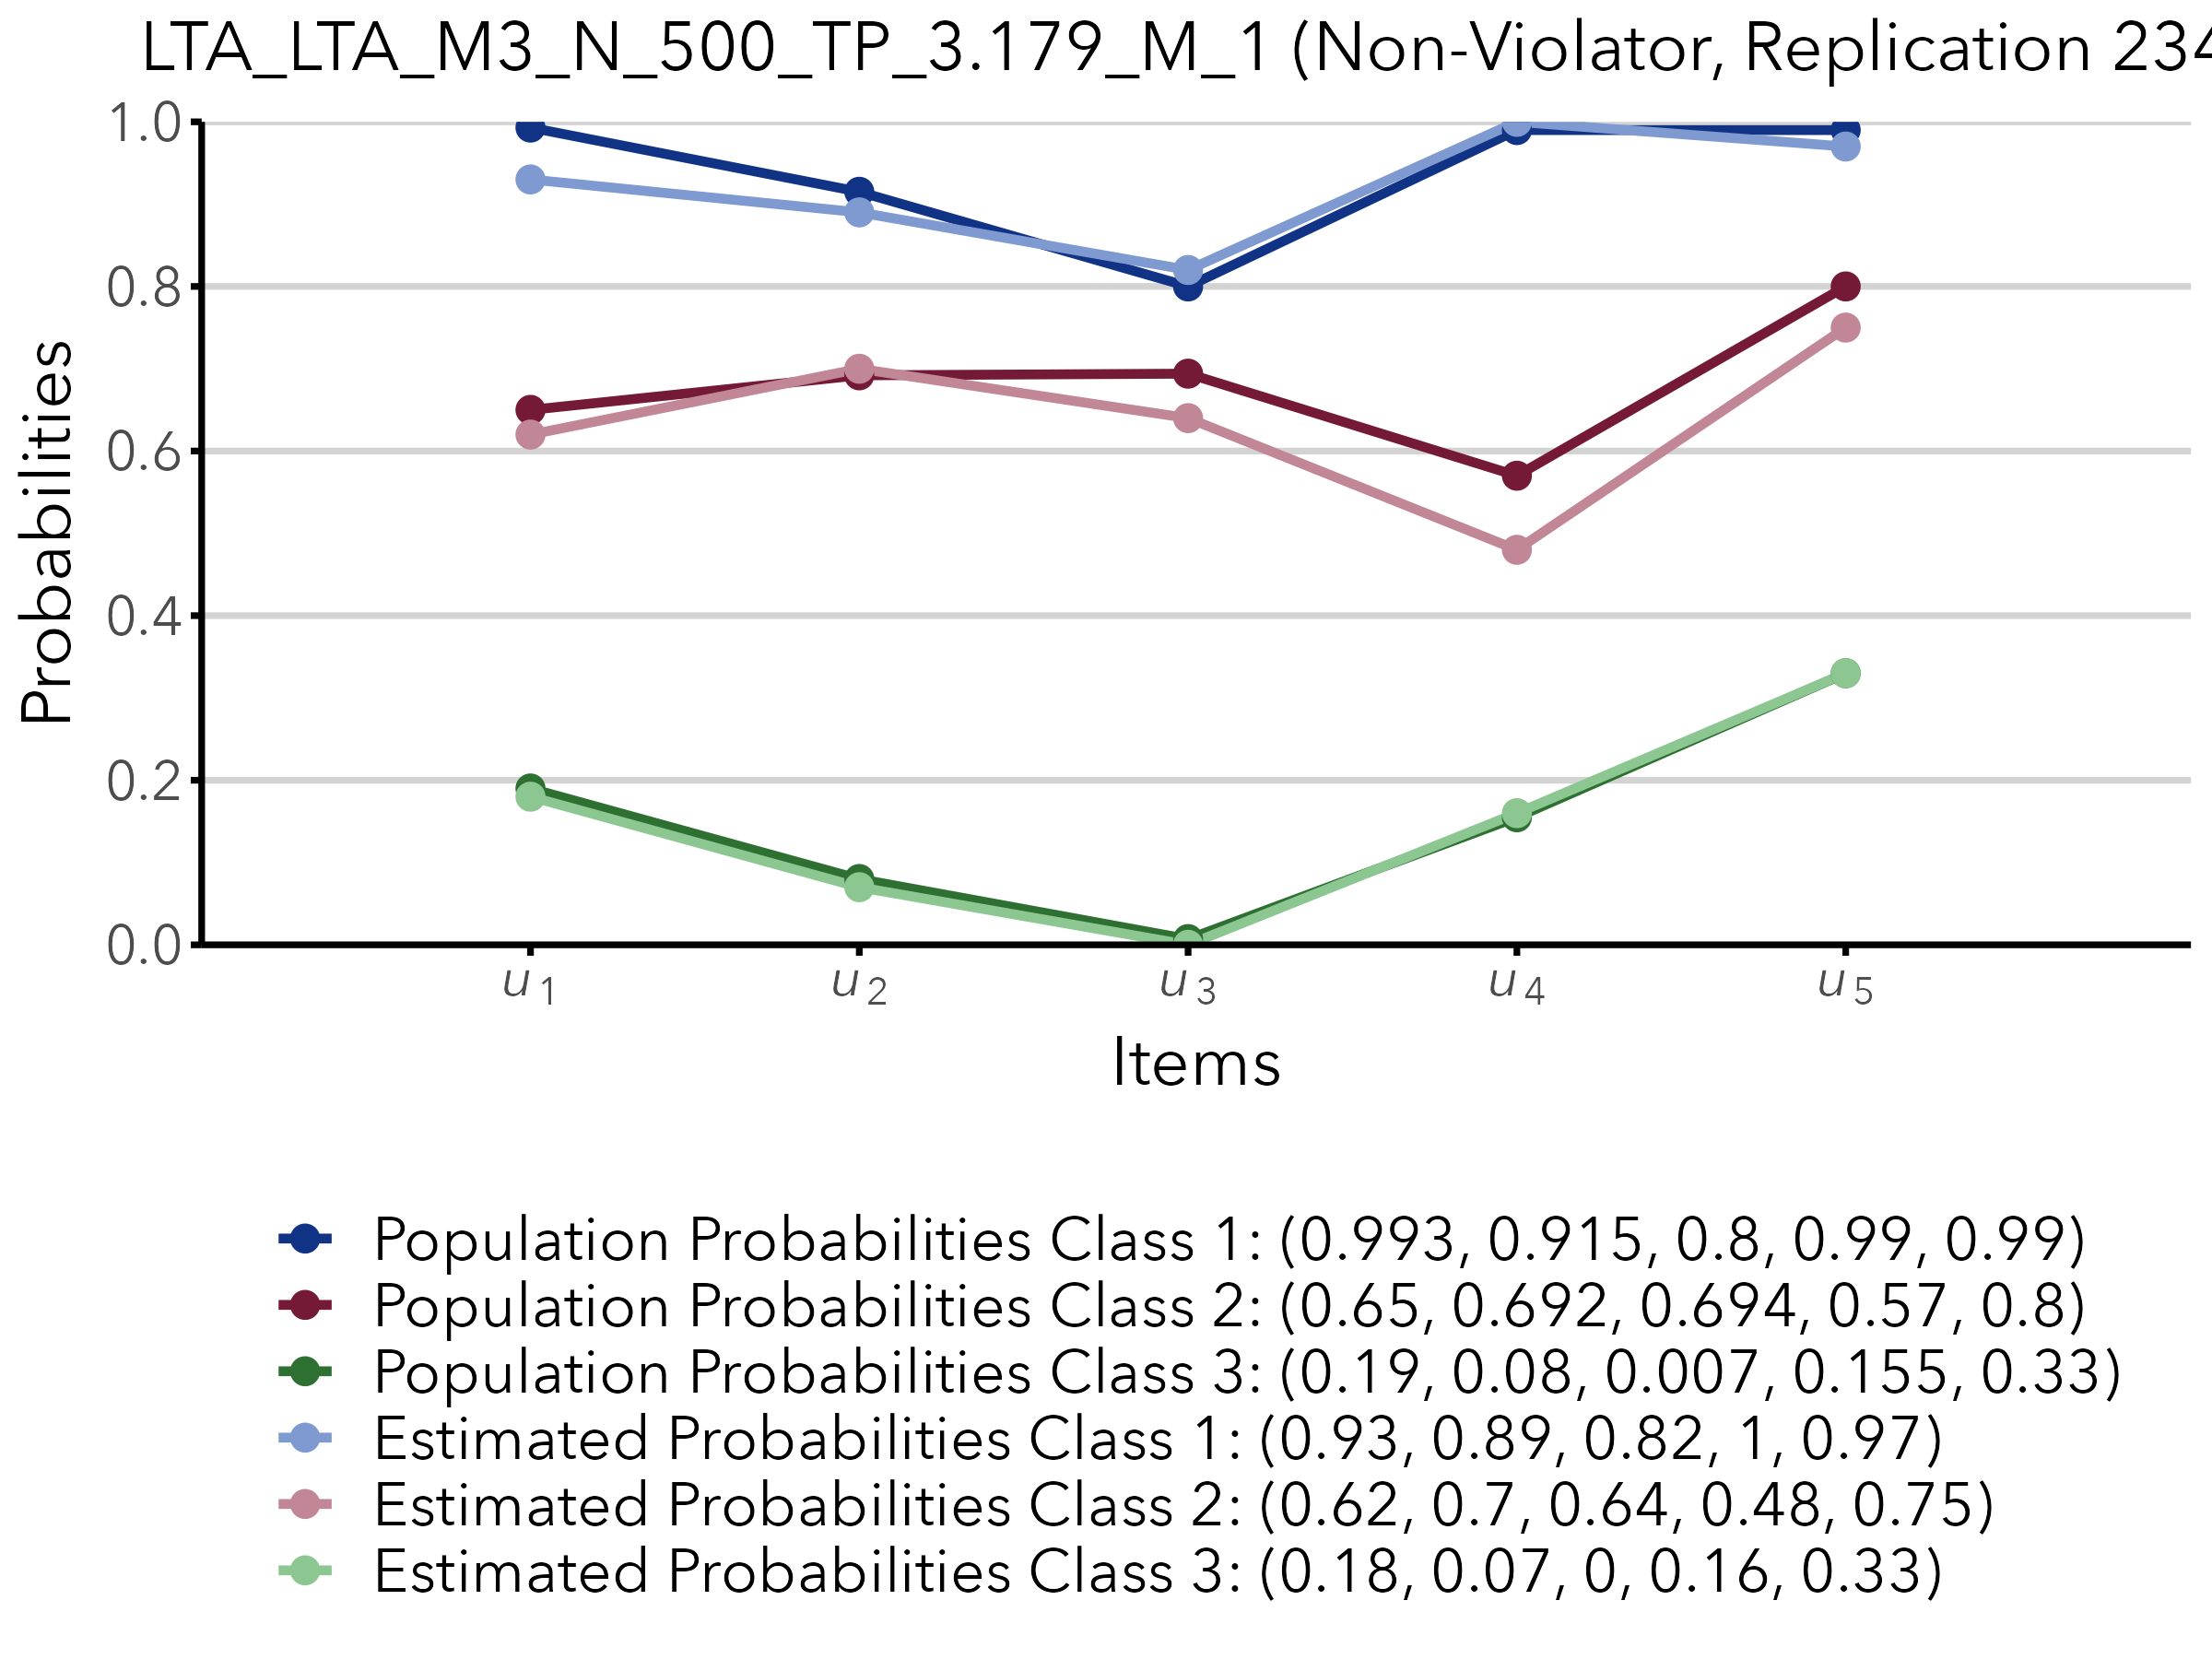 LTA_LTA_M3_N_500_TP_3.179_M_1 (Non-Violator, Replication 234
1.0
0.8
0.6
0.4
0.2
0.0
Probabilities
u1 u2 u3 u4 u5
Items
Population Probabilities Class 1: (0.993, 0.915, 0.8, 0.99, 0.99)
Population Probabilities Class 2: (0.65, 0.692, 0.694, 0.57, 0.8)
Population Probabilities Class 3: (0.19, 0.08, 0.007, 0.155, 0.33)
Estimated Probabilities Class 1: (0.93, 0.89, 0.82, 1, 0.97)
Estimated Probabilities Class 2: (0.62, 0.7, 0.64, 0.48, 0.75)
Estimated Probabilities Class 3: (0.18, 0.07, 0, 0.16, 0.33)